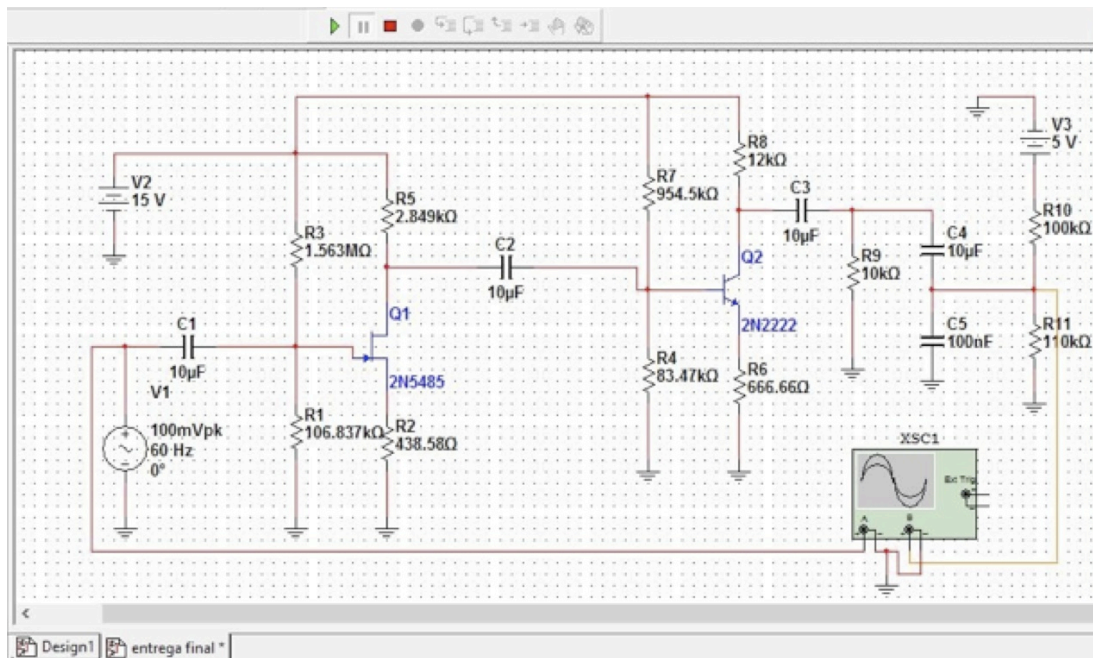 V2
15 V
R3
1.563MΩ
R5
2.849kΩ
C1
10µF
V1
100mVpk
60 Hz
0°
Q1
2N5485
R1
106.837kΩ
R2
438.58Ω
C2
10µF
R7
954.5kΩ
R4
83.47kΩ
R8
12kΩ
Q2
2N2222
R6
666.66Ω
C3
10µF
R9
10kΩ
C4
10µF
C5
100nF
V3
5 V
R10
100kΩ
R11
110kΩ
XSC1
Ext Trig
A
B
Design1
entrega final *